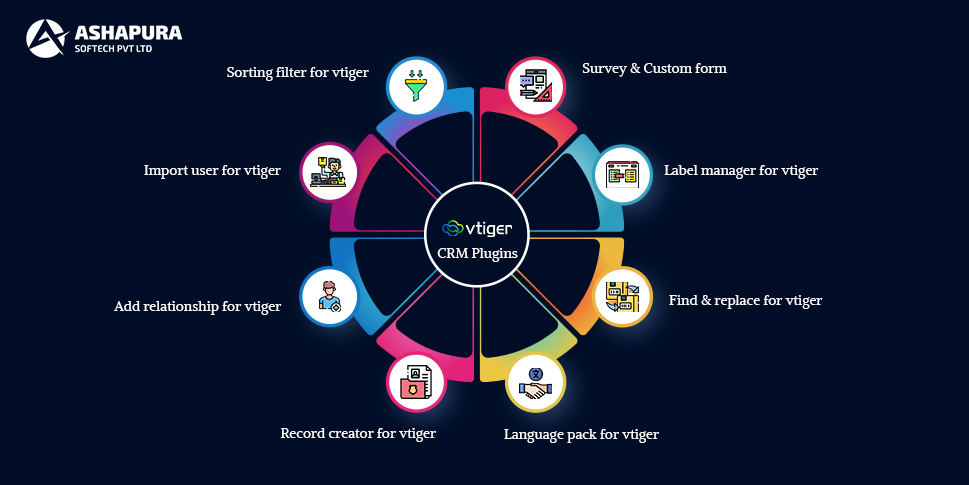 ASHAPURA
SOFTECH PVT LTD
Sorting filter for vtiger
Survey & Custom form
Import user for vtiger
Label manager for vtiger
vtiger
CRM Plugins
Add relationship for vtiger
Find & replace for vtiger
Record creator for vtiger
Language pack for vtiger